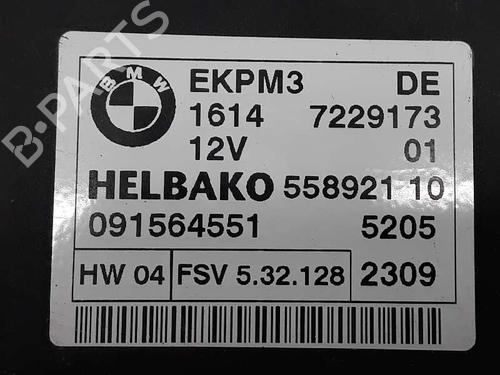 BMW
EKPM3 DE
1614 7229173
12V 01
HELBAKO 558921 10
091564551 5205
HW 04 FSV 5.32.128 2309
B-PARTS